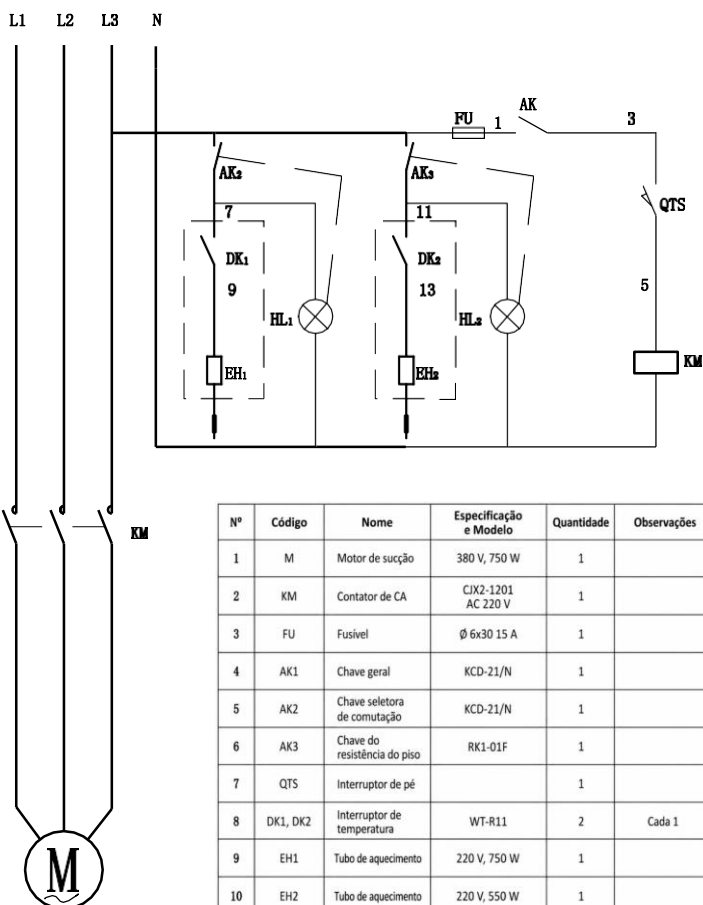 L1 L2 L3 N
FU 1 AK 3
AK2 AK3
QTS
7 11
DK1 DK2
9 13 5
HL1 HL2
KM
EH1 EH2
KM
M
Nº Código Nome Especificação e Modelo Quantidade Observações
1 M Motor de sucção 380 V, 750 W 1
2 KM Contator de CA CJX2-1201 AC 220 V 1
3 FU Fusível Ø 6x30 15 A 1
4 AK1 Chave geral KCD-21/N 1
5 AK2 Chave seletora de comutação KCD-21/N 1
6 AK3 Chave do resistência do piso RK1-01F 1
7 QTS Interruptor de pé 1
8 DK1, DK2 Interruptor de temperatura WT-R11 2 Cada 1
9 EH1 Tubo de aquecimento 220 V, 750 W 1
10 EH2 Tubo de aquecimento 220 V, 550 W 1